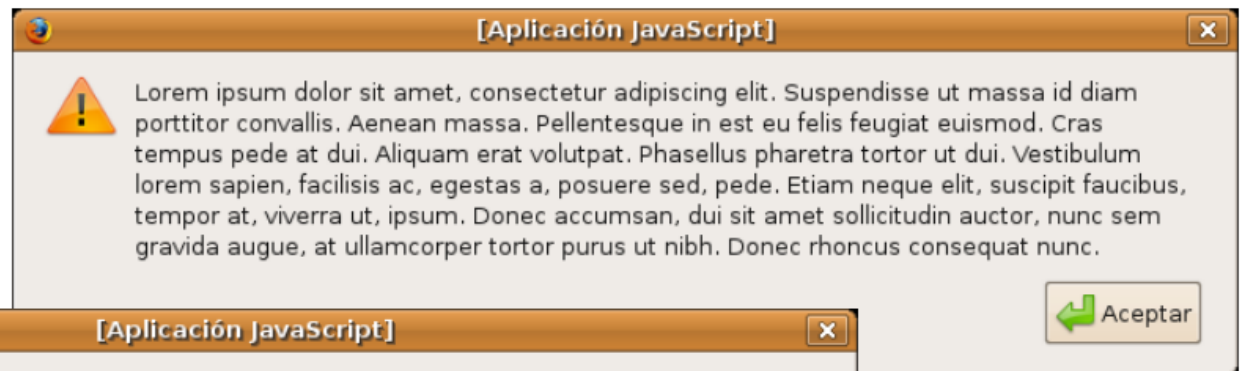 [Aplicación JavaScript]
Lorem ipsum dolor sit amet, consectetur adipiscing elit. Suspendisse ut massa id diam
porttitor convallis. Aenean massa. Pellentesque in est eu felis feugiat euismod. Cras
tempus pede at dui. Aliquam erat volutpat. Phasellus pharetra tortor ut dui. Vestibulum
lorem sapien, facilisis ac, egestas a, posuere sed, pede. Etiam neque elit, suscipit faucibus,
tempor at, viverra ut, ipsum. Donec accumsan, dui sit amet sollicitudin auctor, nunc sem
gravida augue, at ullamcorper tortor purus ut nibh. Donec rhoncus consequat nunc.
Aceptar
[Aplicación JavaScript]